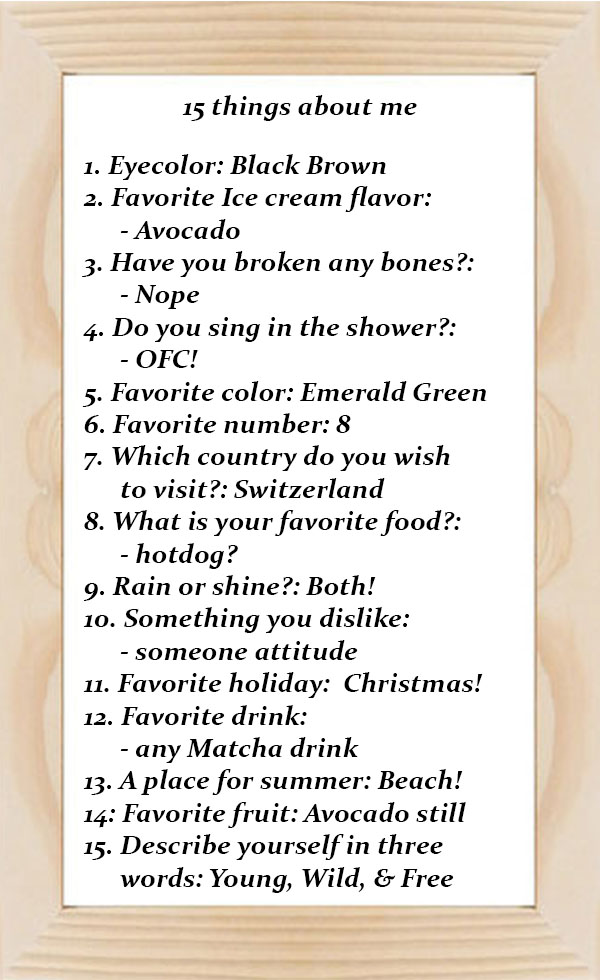 15 things about me
1. Eyecolor: Black Brown
2. Favorite Ice cream flavor:
- Avocado
3. Have you broken any bones?:
- Nope
4. Do you sing in the shower?:
- OFC!
5. Favorite color: Emerald Green
6. Favorite number: 8
7. Which country do you wish
to visit?: Switzerland
8. What is your favorite food?:
- hotdog?
9. Rain or shine?: Both!
10. Something you dislike:
- someone attitude
11. Favorite holiday:  Christmas!
12. Favorite drink:
- any Matcha drink
13. A place for summer: Beach!
14: Favorite fruit: Avocado still
15. Describe yourself in three
words: Young, Wild, & Free